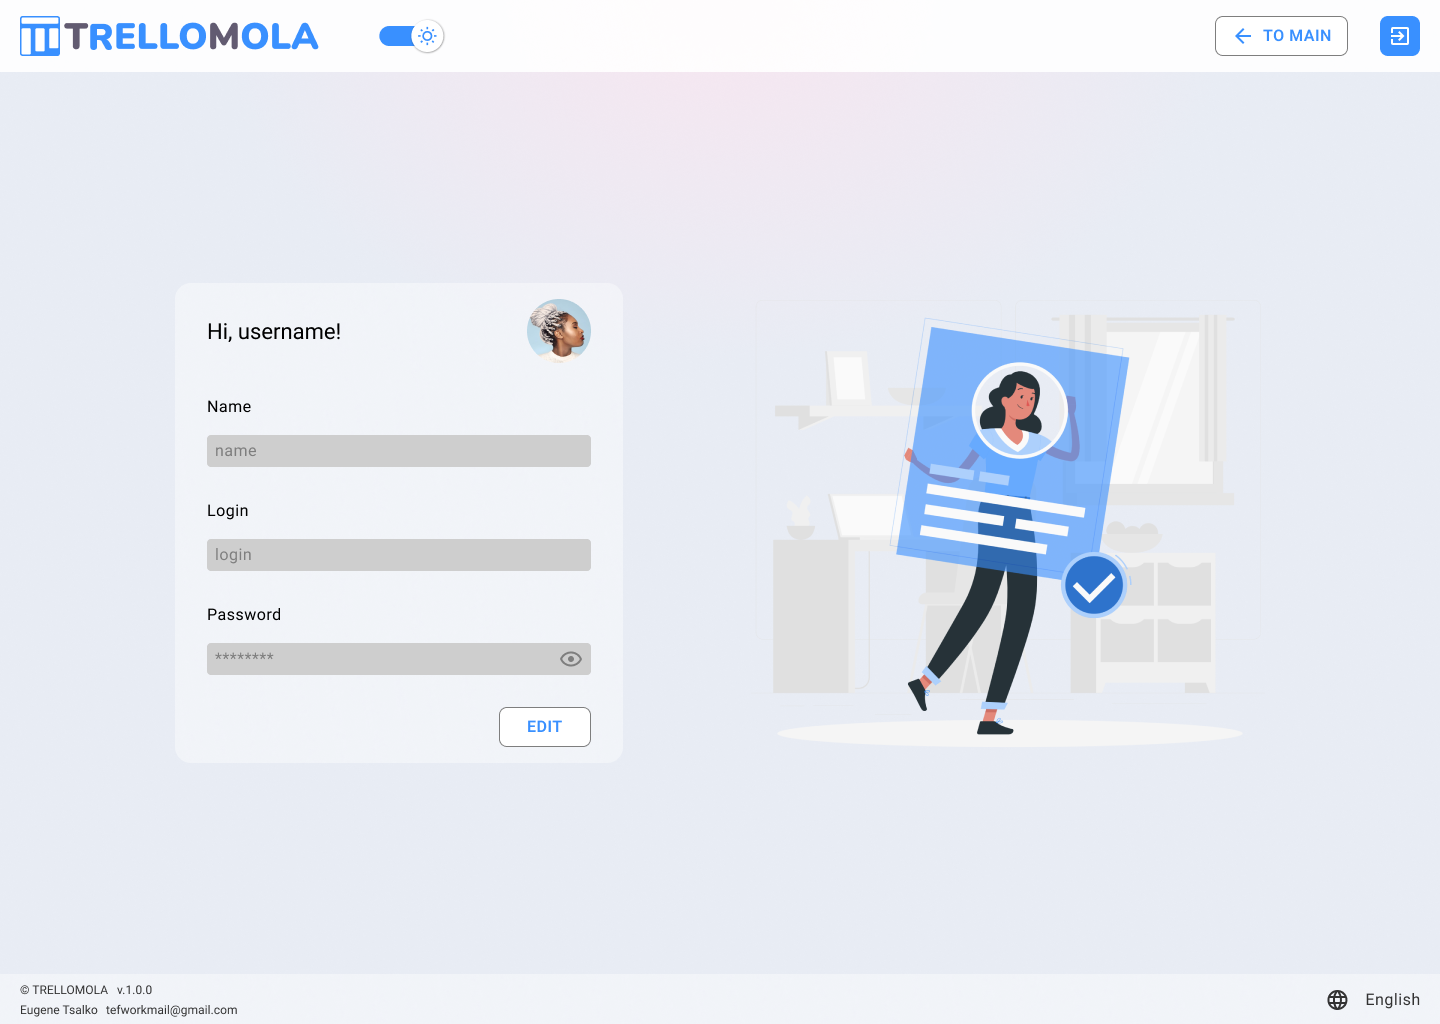 TRELLOMOLA
TO MAIN
Hi, username!
Name
name
Login
login
Password
********
EDIT
© TRELLOMOLA v.1.0.0
Eugene Tsalko tefworkmail@gmail.com
English